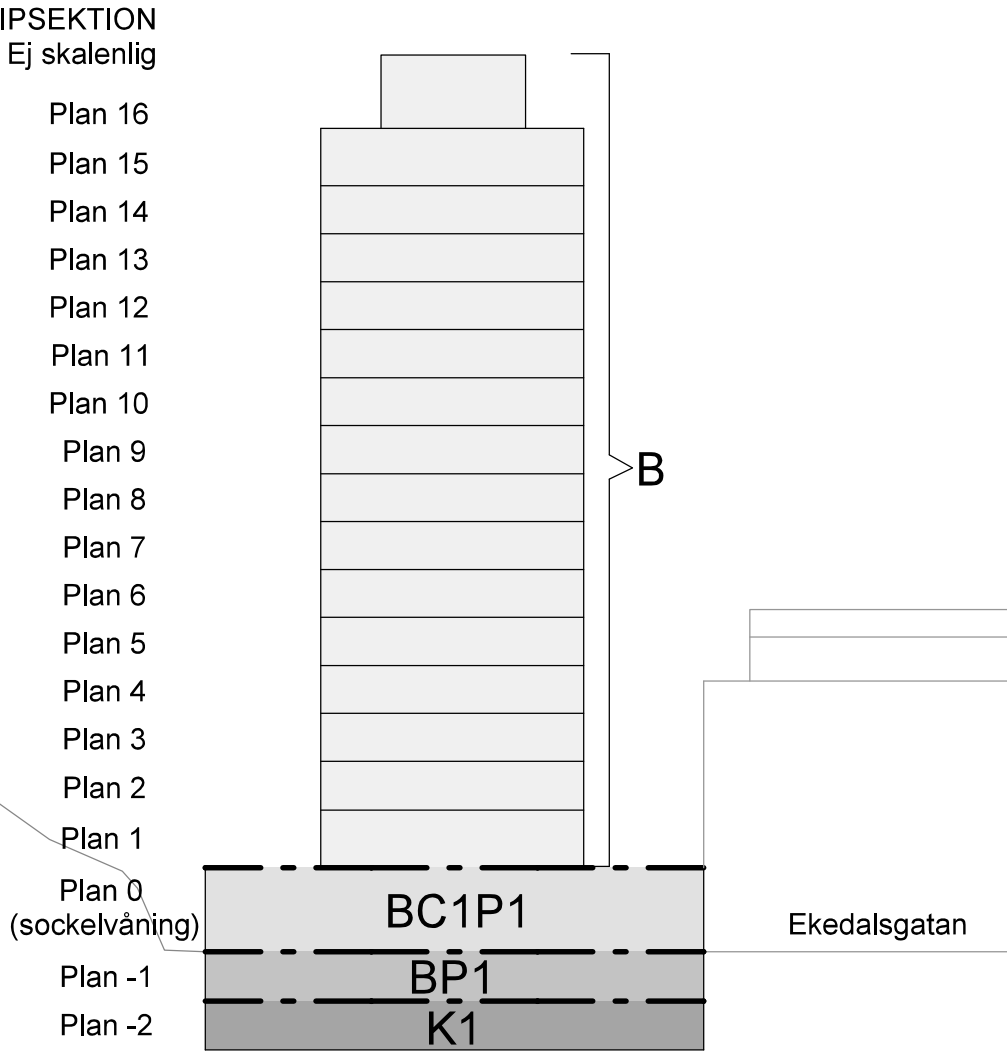 IPSEKTION
Ej skalenlig
Plan 16
Plan 15
Plan 14
Plan 13
Plan 12
Plan 11
Plan 10
Plan 9
B
Plan 8
Plan 7
Plan 6
Plan 5
Plan 4
Plan 3
Plan 2
Plan 1
Plan 0
(sockelvåning)
BC1P1
Ekedalsgatan
Plan -1
BP1
Plan -2
K1